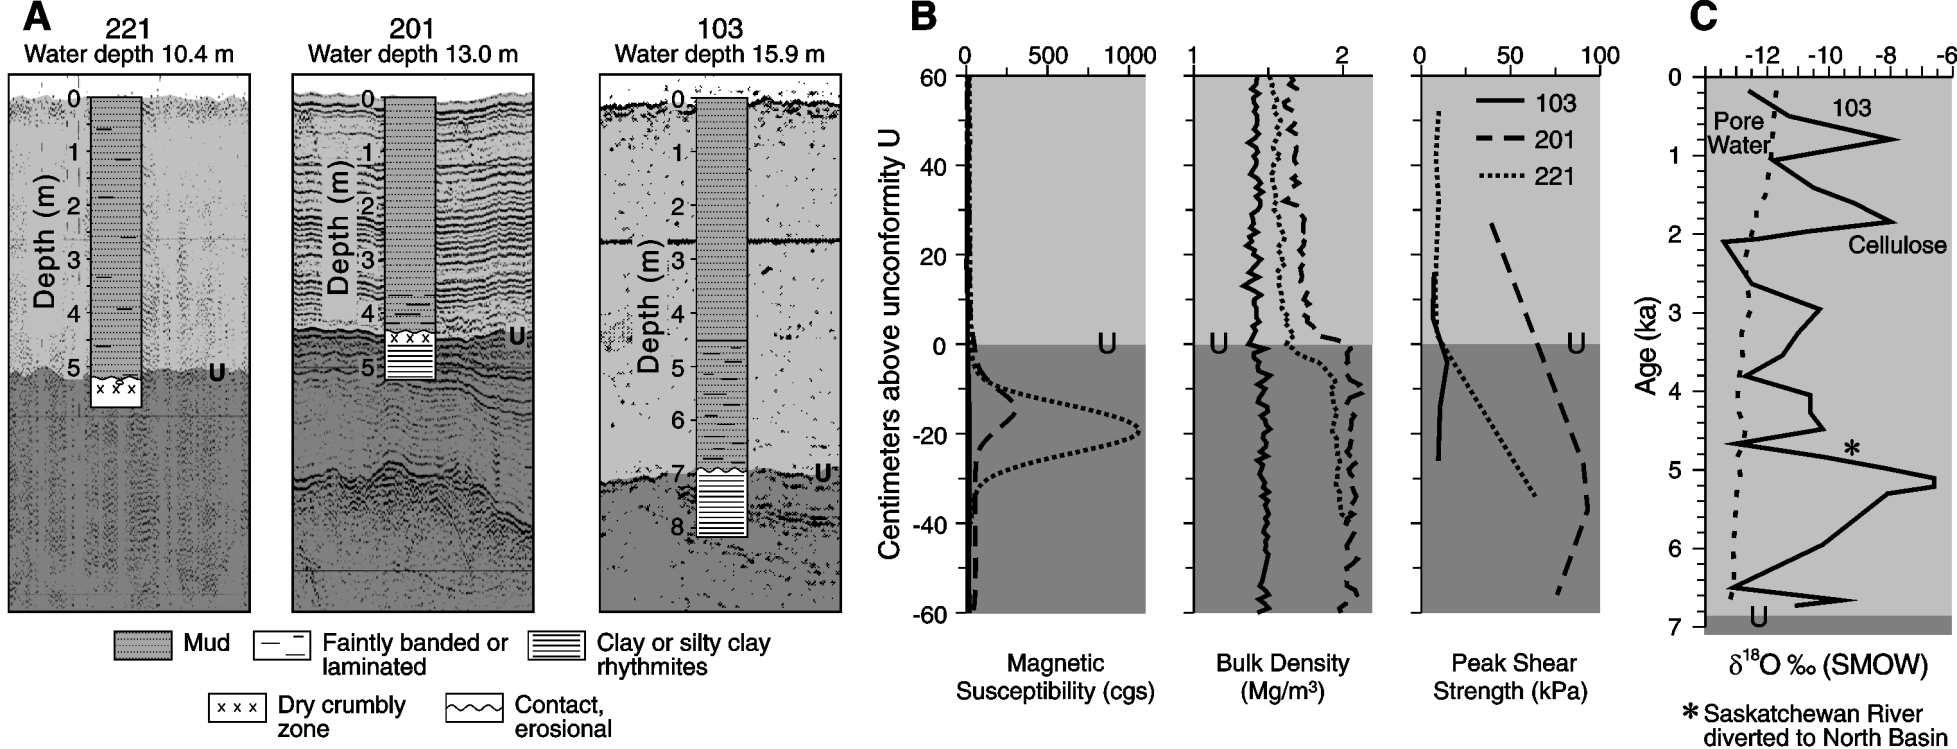 A
221
Water depth 10.4 m
0
1
2
3
4
5
Depth (m)
U
201
Water depth 13.0 m
0
1
2
3
4
5
Depth (m)
U
x x x
103
Water depth 15.9 m
0
1
2
3
4
5
6
7
8
Depth (m)
U
x x x
Mud
Faintly banded or
laminated
Clay or silty clay
rhythmites
x x x
Dry crumbly
zone
Contact,
erosional
B
0 500 1000
60
40
20
0
-20
-40
-60
Centimeters above unconformity U
U
Magnetic
Susceptibility (cgs)
1 2
U
Bulk Density
(Mg/m³)
0 50 100
103
201
221
U
Peak Shear
Strength (kPa)
C
-12 -10 -8 -6
0
1
2
3
4
5
6
7
Age (ka)
Pore
Water
103
Cellulose
*
U
δ¹⁸O ‰ (SMOW)
* Saskatchewan River
diverted to North Basin